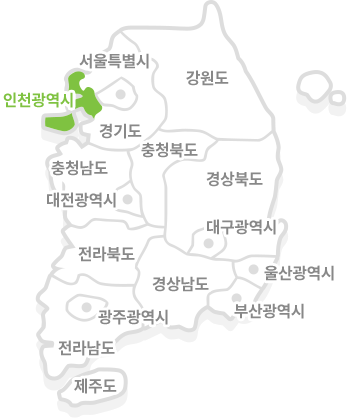 서울특별시
강원도
인천광역시
경기도
충청북도
충청남도
경상북도
대전광역시
대구광역시
전라북도
울산광역시
경상남도
부산광역시
광주광역시
전라남도
제주도